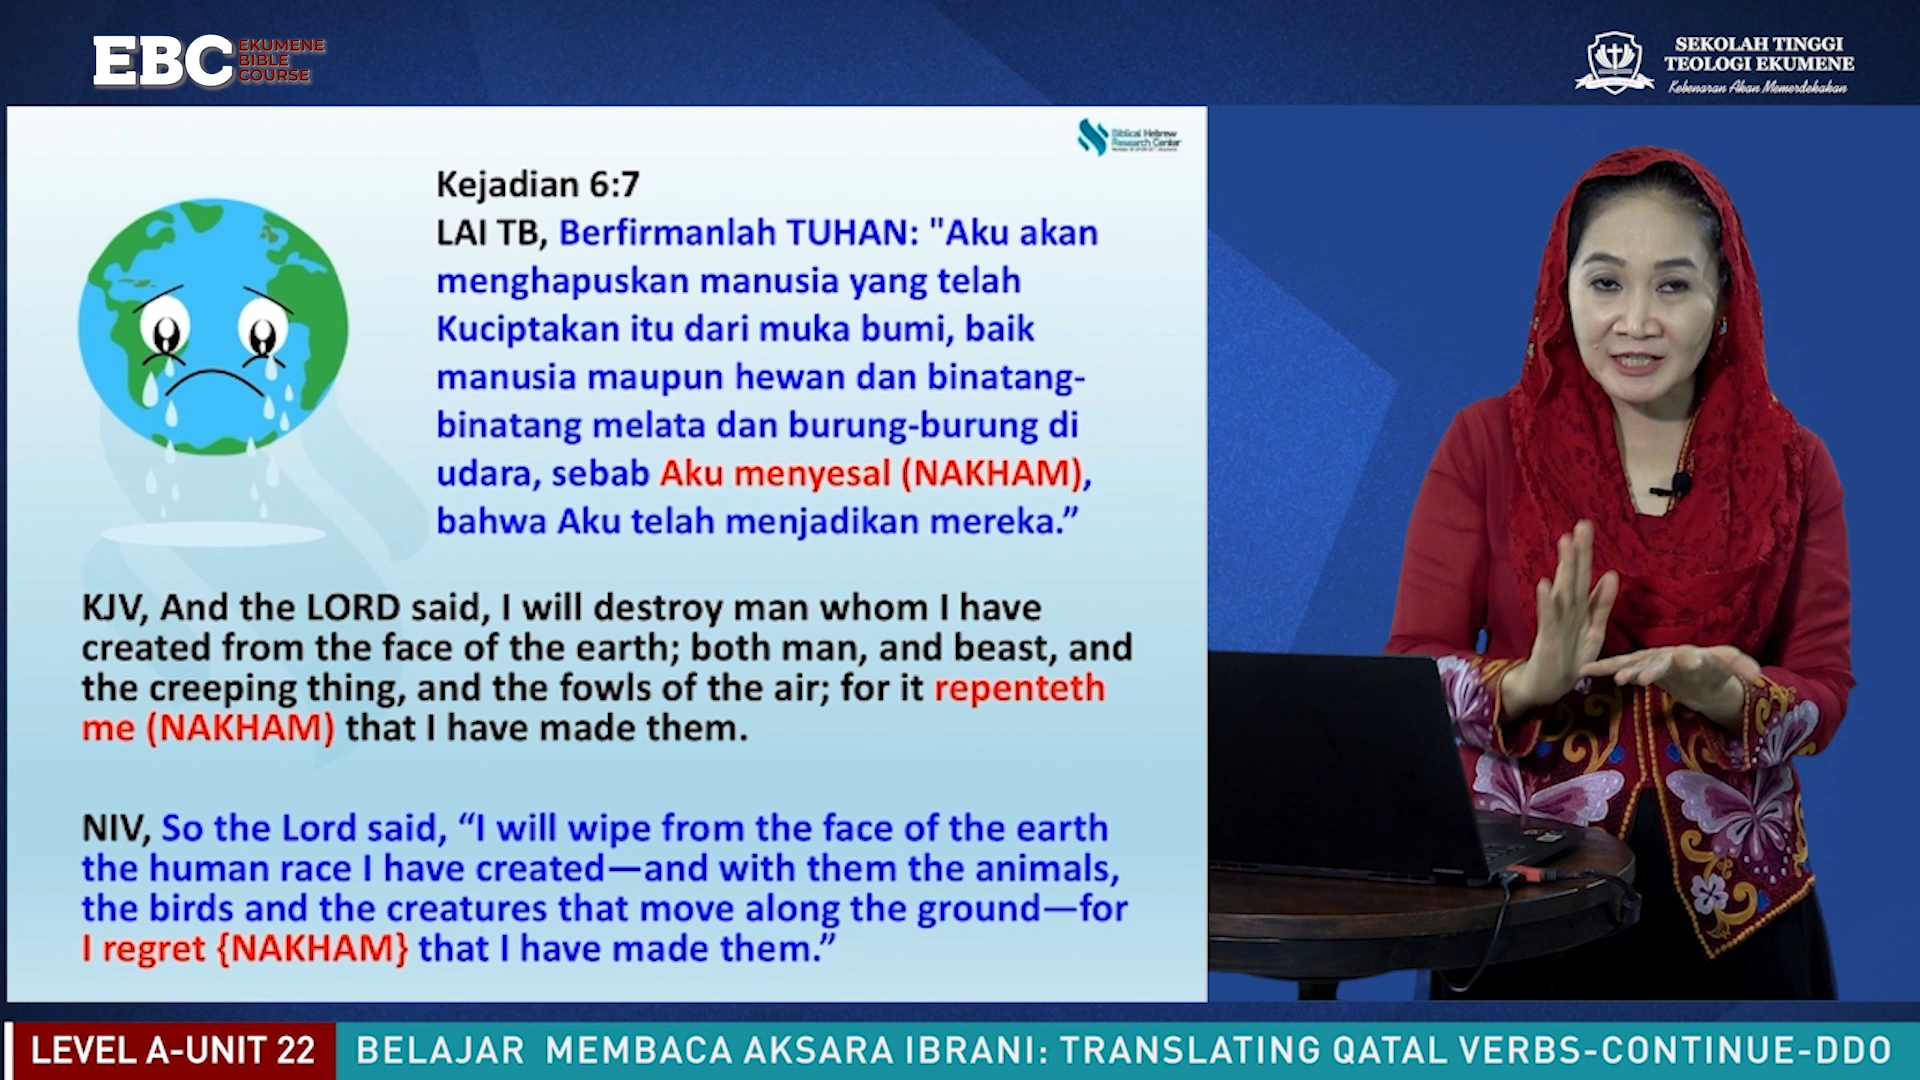 EBC EKUMENE
BIBLE
COURSE
SEKOLAH TINGGI
TEOLOGI EKUMENE
Kebenaran Akan Memerdekakan
Biblical Hebrew
Research Center
Kejadian 6:7
LAI TB, Berfirmanlah TUHAN: "Aku akan
menghapuskan manusia yang telah
Kuciptakan itu dari muka bumi, baik
manusia maupun hewan dan binatang-
binatang melata dan burung-burung di
udara, sebab Aku menyesal (NAKHAM),
bahwa Aku telah menjadikan mereka.”
KJV, And the LORD said, I will destroy man whom I have
created from the face of the earth; both man, and beast, and
the creeping thing, and the fowls of the air; for it repenteth
me (NAKHAM) that I have made them.
NIV, So the Lord said, “I will wipe from the face of the earth
the human race I have created—and with them the animals,
the birds and the creatures that move along the ground—for
I regret {NAKHAM} that I have made them.”
LEVEL A-UNIT 22
BELAJAR MEMBACA AKSARA IBRANI: TRANSLATING QATAL VERBS-CONTINUE-DDO